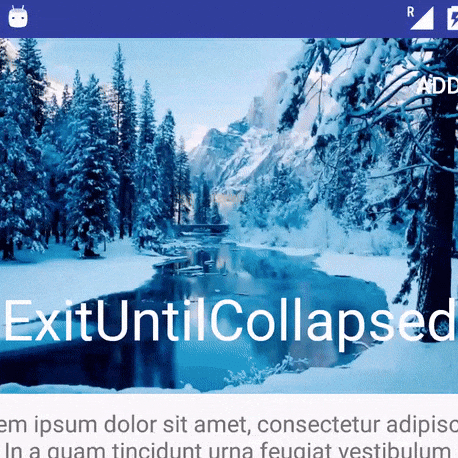 R
ADD
ExitUntilCollapsed
em ipsum dolor sit amet, consectetur adipisc
In a quam tincidunt urna feugiat vestibulum